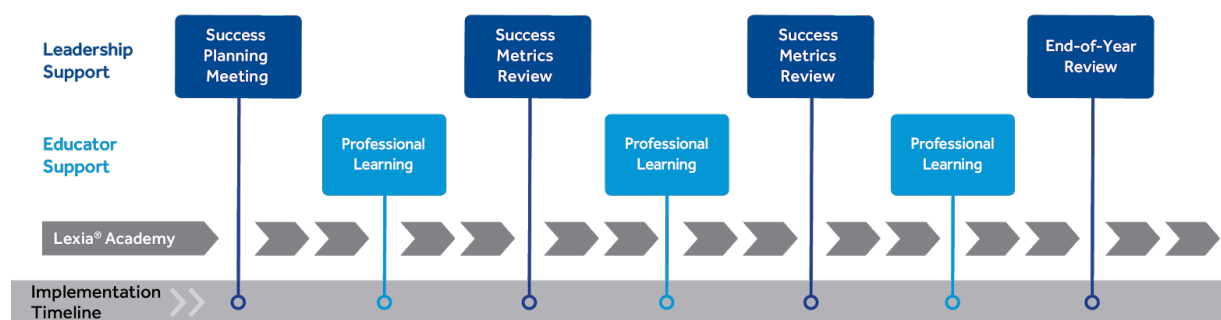 Leadership
Support
Success
Planning
Meeting
Success
Metrics
Review
Success
Metrics
Review
End-of-Year
Review
Educator
Support
Professional
Learning
Professional
Learning
Professional
Learning
Lexia® Academy
Implementation
Timeline